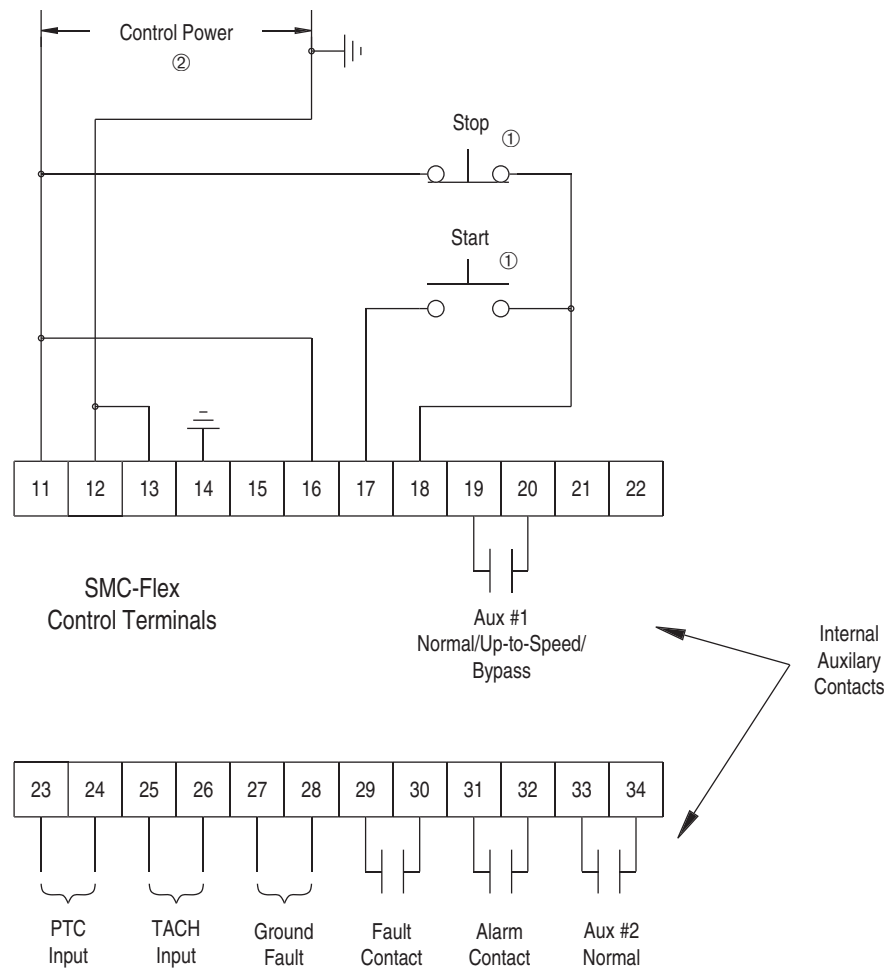 Control Power
②
Stop
①
Start
①
11 12 13 14 15 16 17 18 19 20 21 22
SMC-Flex
Control Terminals
Aux #1
Normal/Up-to-Speed/
Bypass
Internal
Auxilary
Contacts
23 24 25 26 27 28 29 30 31 32 33 34
PTC
Input
TACH
Input
Ground
Fault
Fault
Contact
Alarm
Contact
Aux #2
Normal